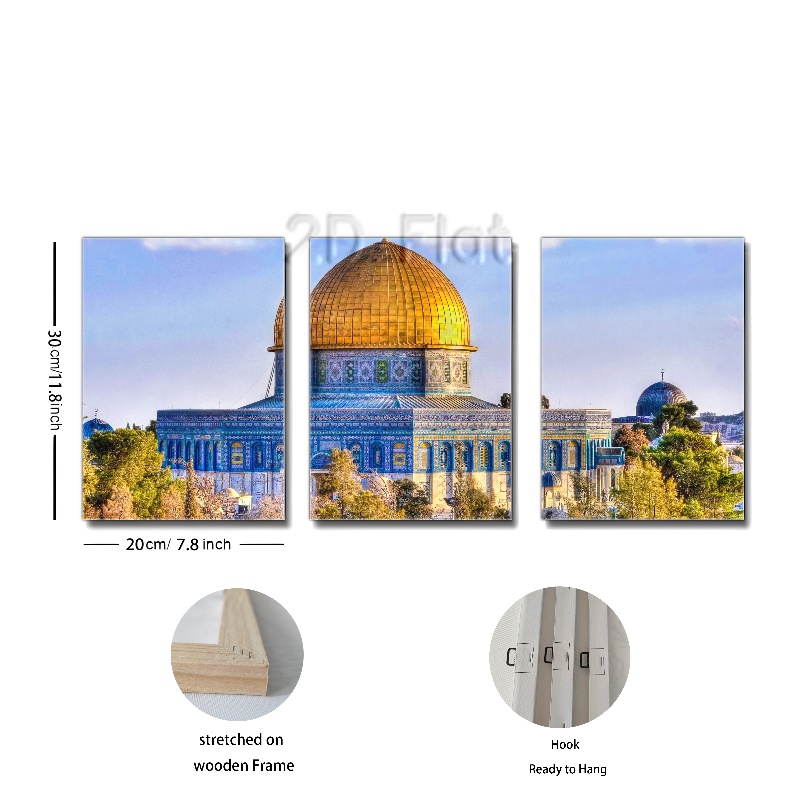 2D Flat
30cm/11.8inch
20cm/ 7.8 inch
stretched on
wooden Frame
Hook
Ready to Hang